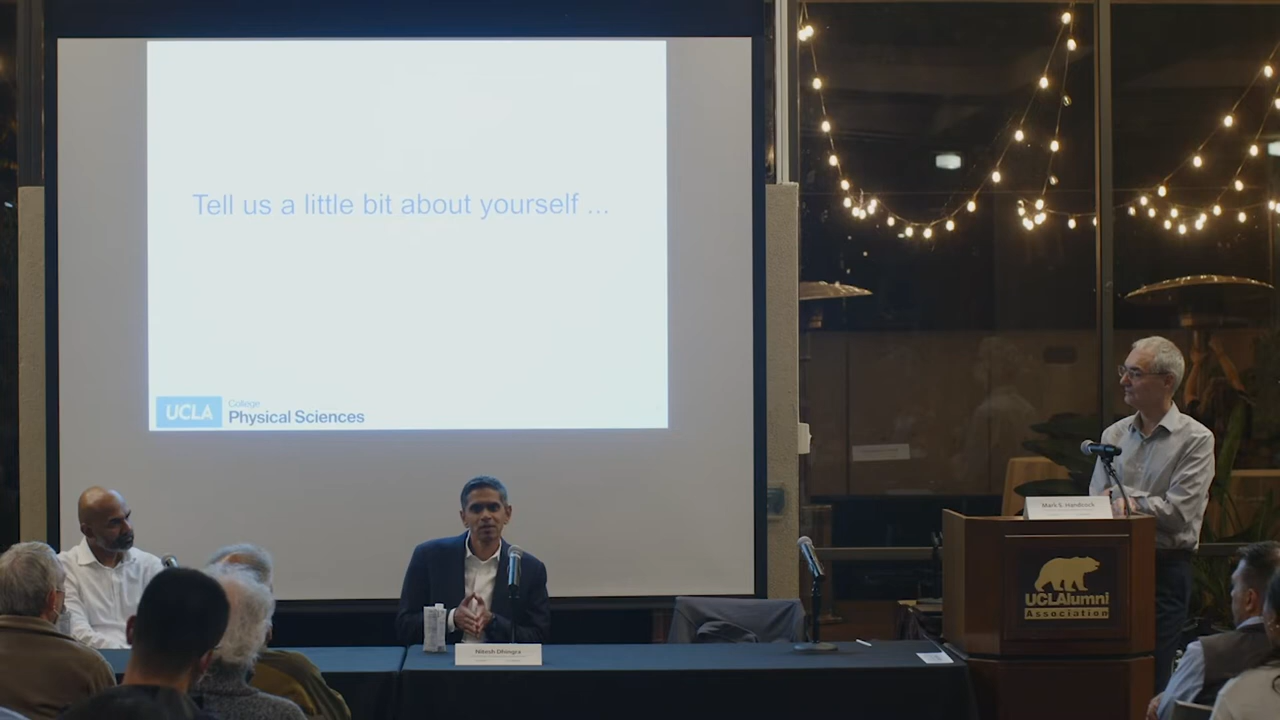 Tell us a little bit about yourself ...
UCLA
College
Physical Sciences
Mark S. Handcock
UCLAlumni
Association
Nikesh Dhingra